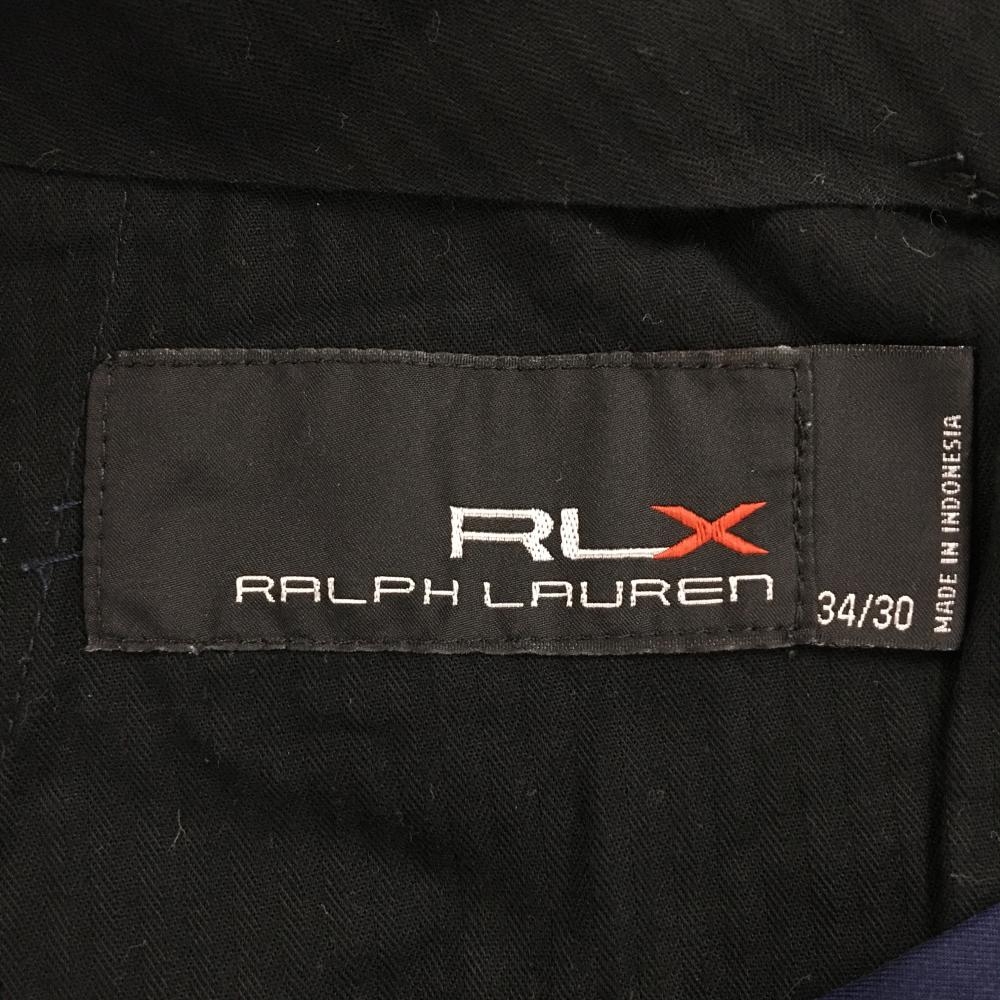 RLX
RALPH LAUREN
34/30
MADE IN INDONESIA